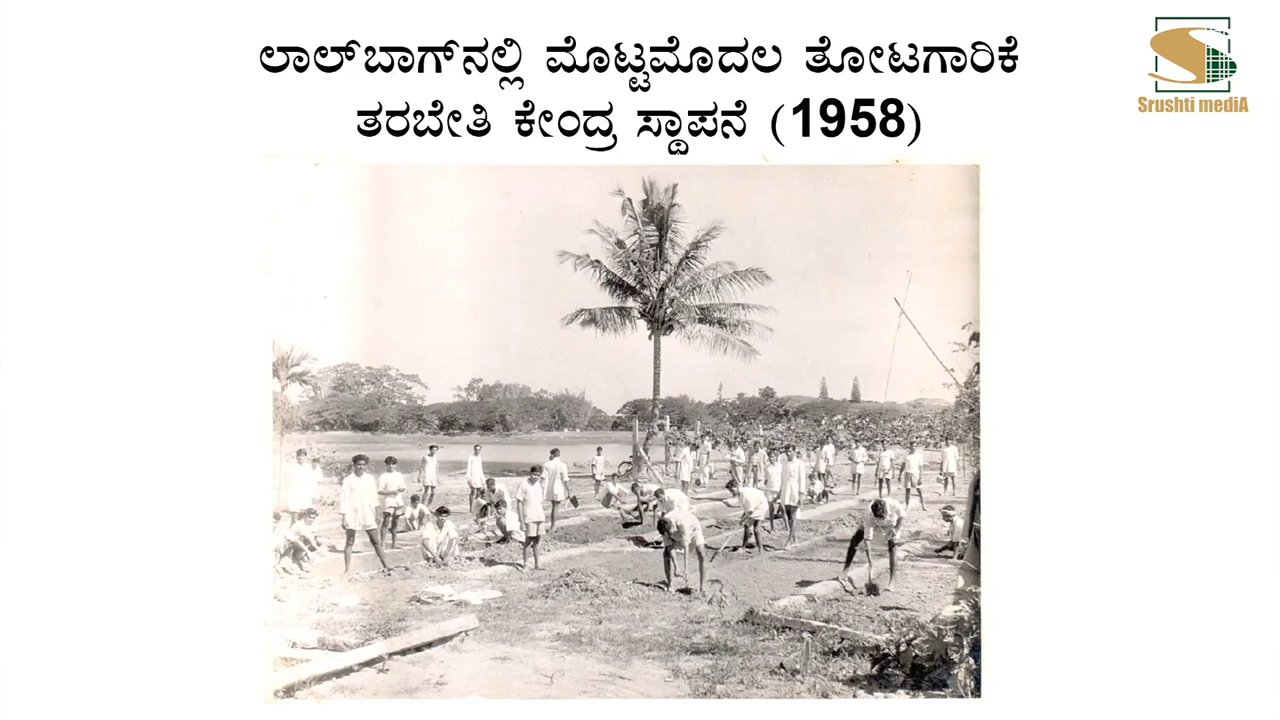 ಲಾಲ್‌ಬಾಗ್‌ನಲ್ಲಿ ಮೊಟ್ಟಮೊದಲ ತೋಟಗಾರಿಕೆ
ತರಬೇತಿ ಕೇಂದ್ರ ಸ್ಥಾಪನೆ (1958)
Srushti mediA